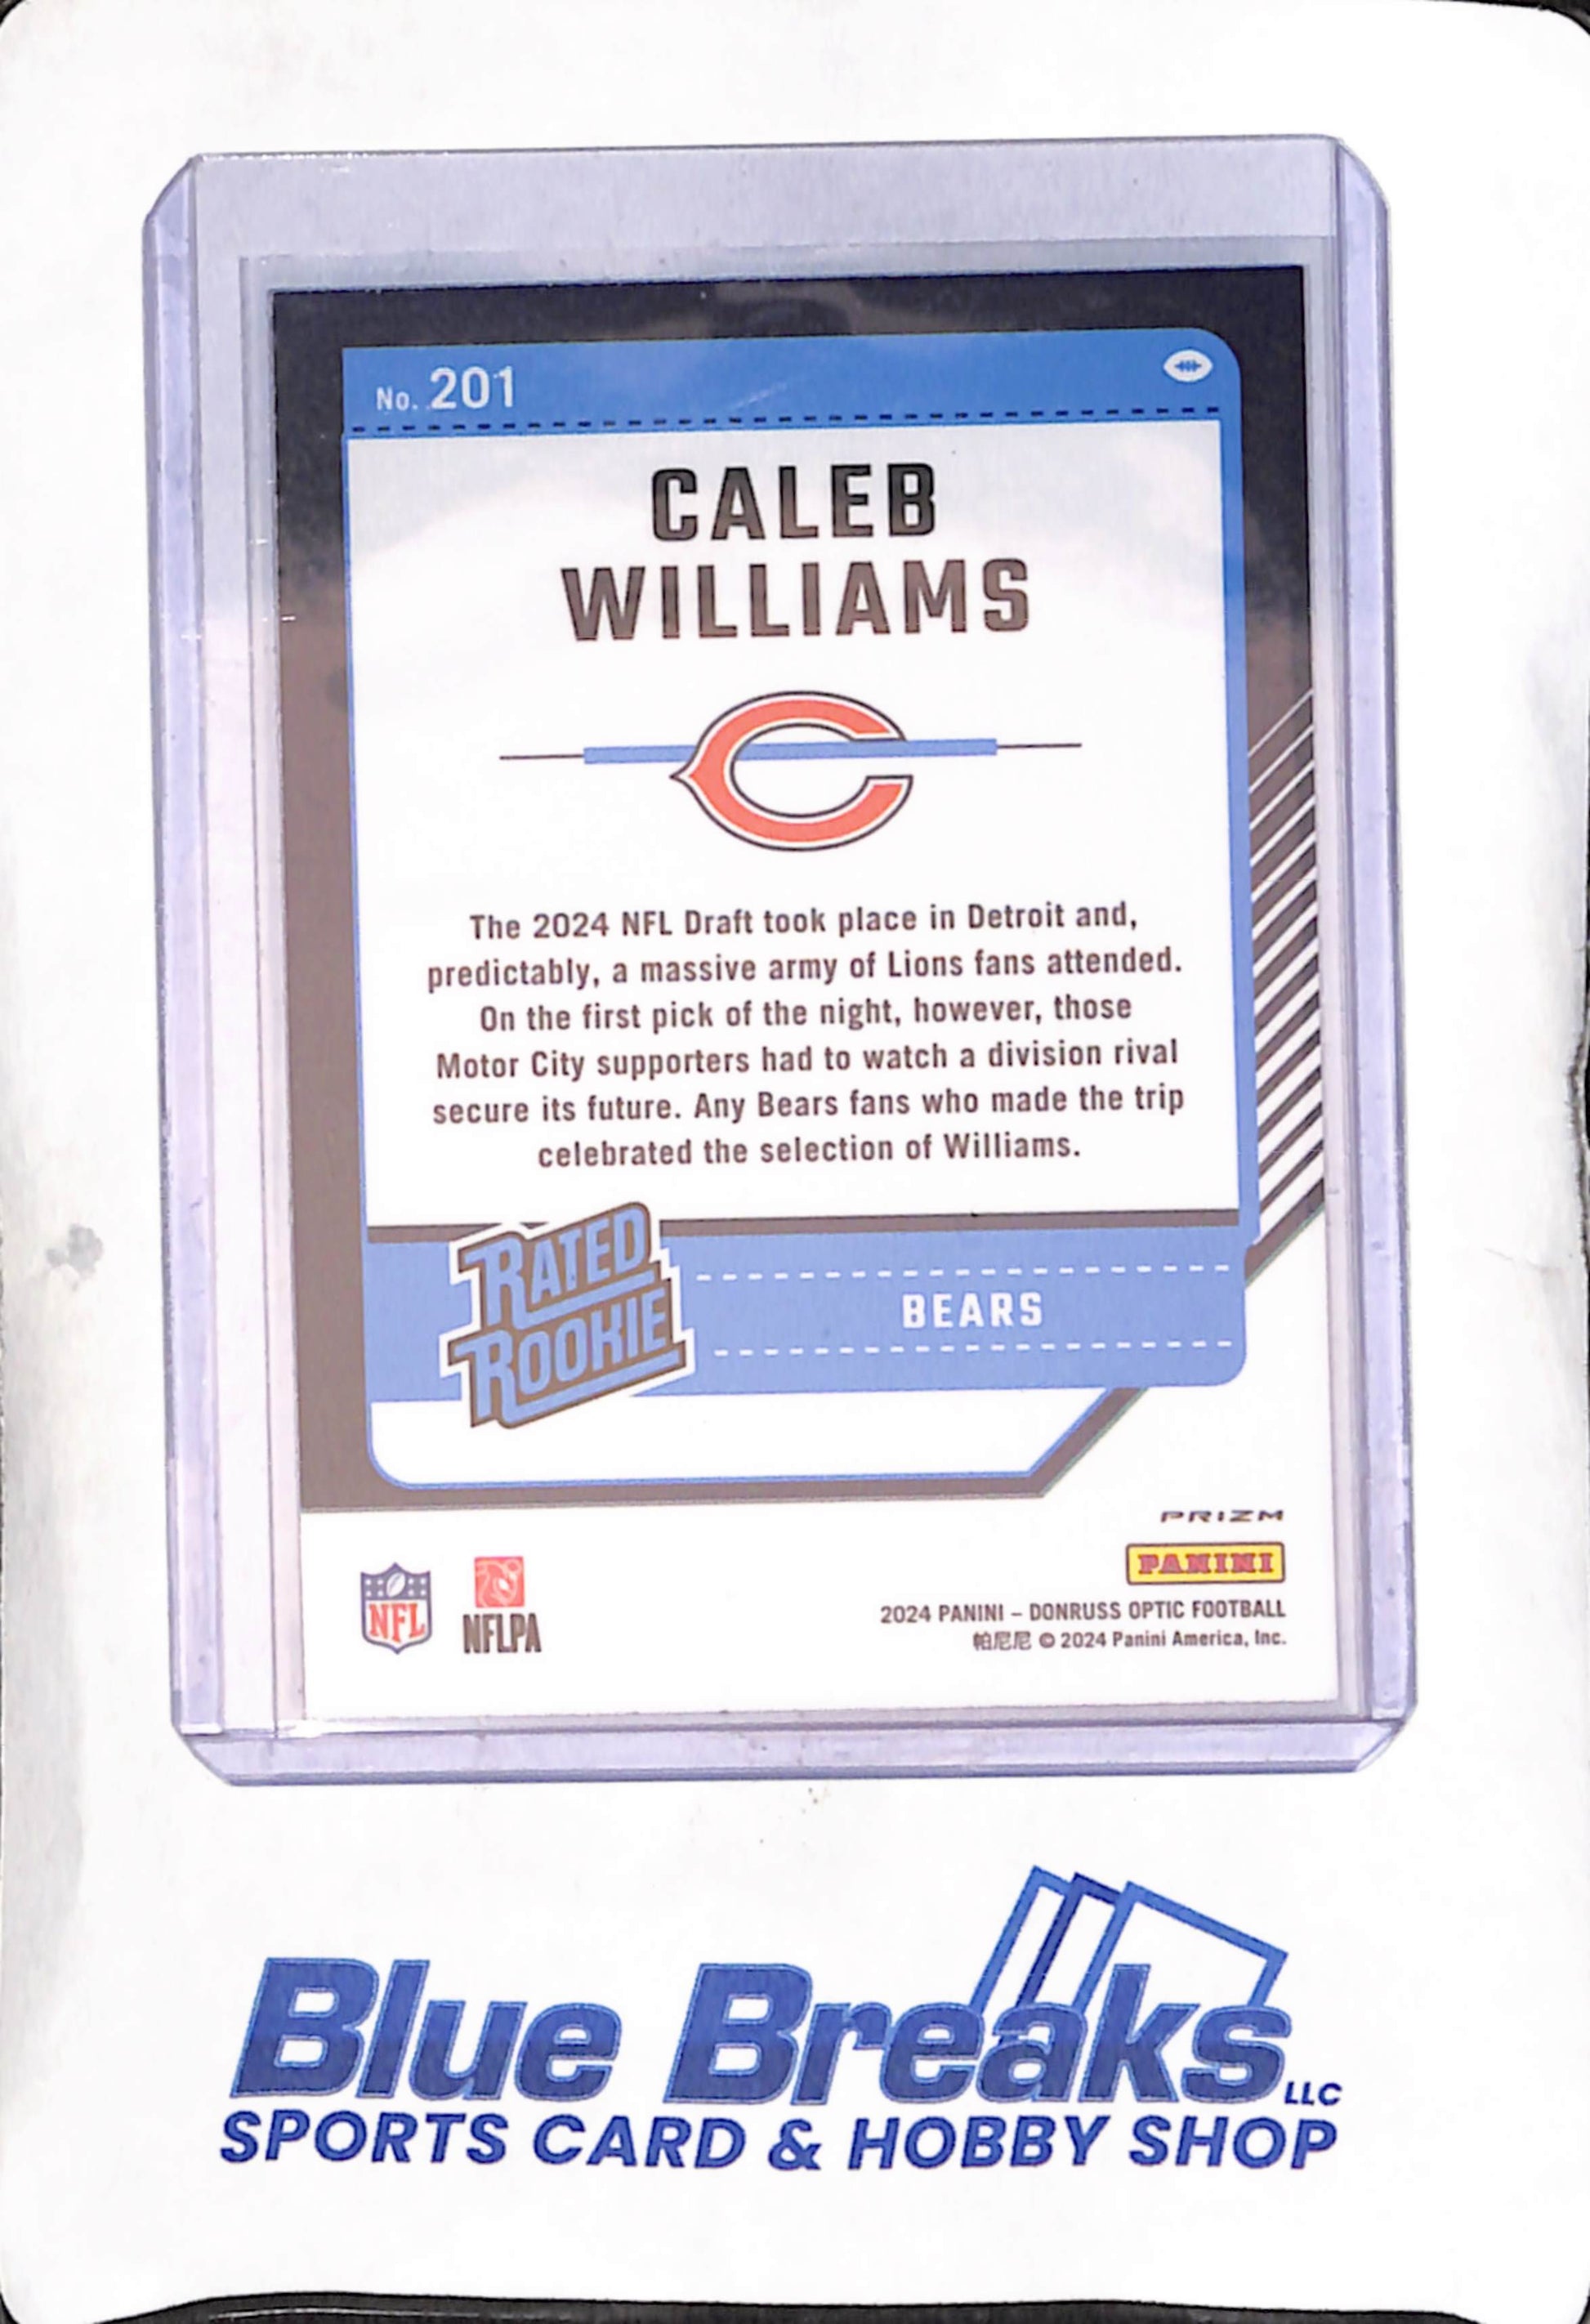 No. 201
CALEB
WILLIAMS
The 2024 NFL Draft took place in Detroit and,
predictably, a massive army of Lions fans attended.
On the first pick of the night, however, those
Motor City supporters had to watch a division rival
secure its future. Any Bears fans who made the trip
celebrated the selection of Williams.
RATED
ROOKIE
BEARS
PRIZM
PANINI
NFL
NFLPA
2024 PANINI – DONRUSS OPTIC FOOTBALL
帕尼尼 © 2024 Panini America, Inc.
Blue Breaks LLC
SPORTS CARD & HOBBY SHOP